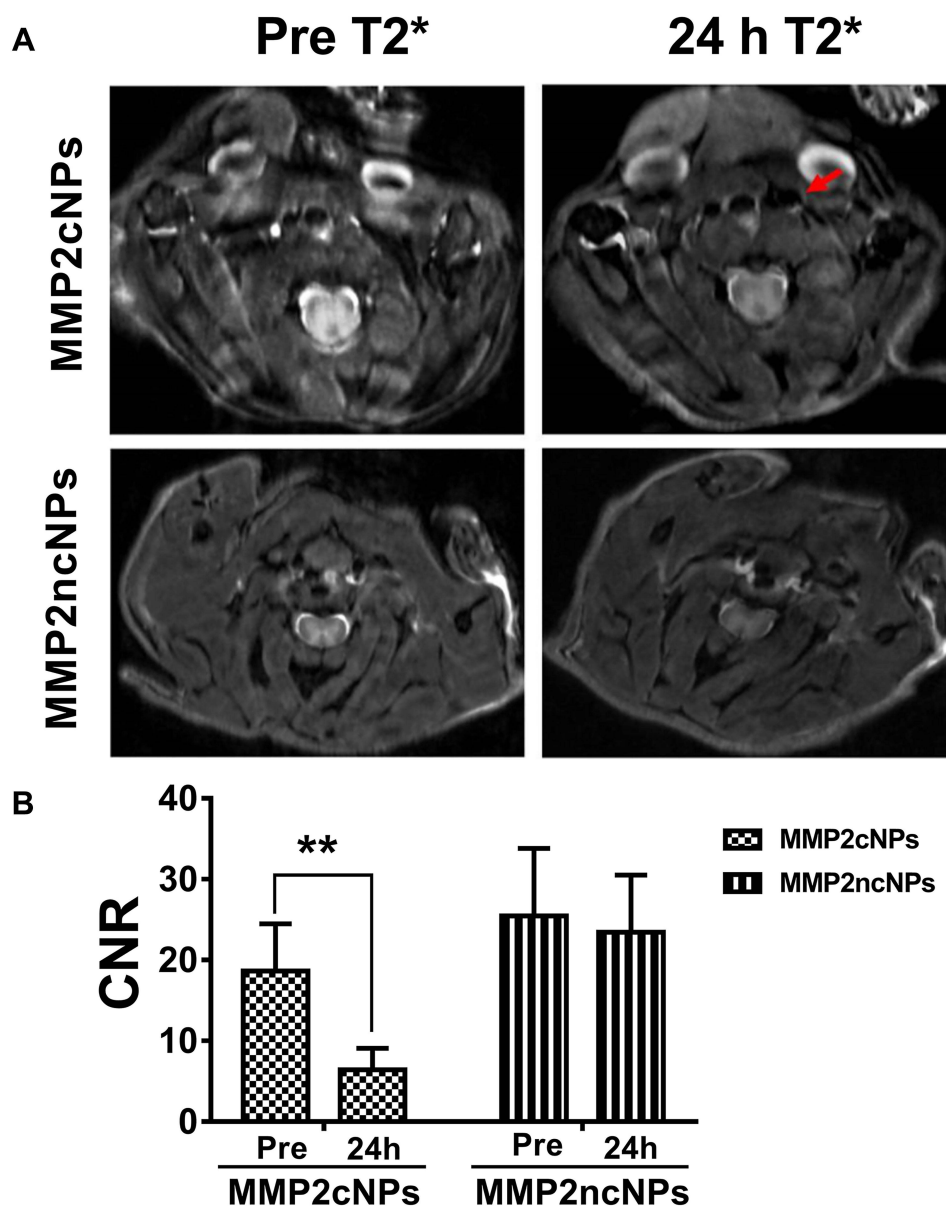 A
Pre T2*
24 h T2*
MMP2cNPs
MMP2ncNPs
B
CNR
40
30
20
10
0
**
MMP2cNPs
MMP2ncNPs
Pre
24h
Pre
24h
MMP2cNPs
MMP2ncNPs